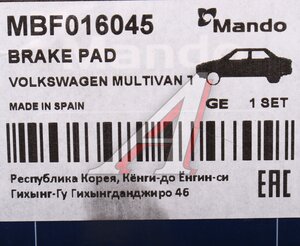 MBF016045
Mando
BRAKE PAD
VOLKSWAGEN MULTIVAN T
MADE IN SPAIN
GE 1 SET
Республика Корея, Кёнги-до Ёнгин-си
Гихынг-Гу Гихынгданджиро 46
EAC